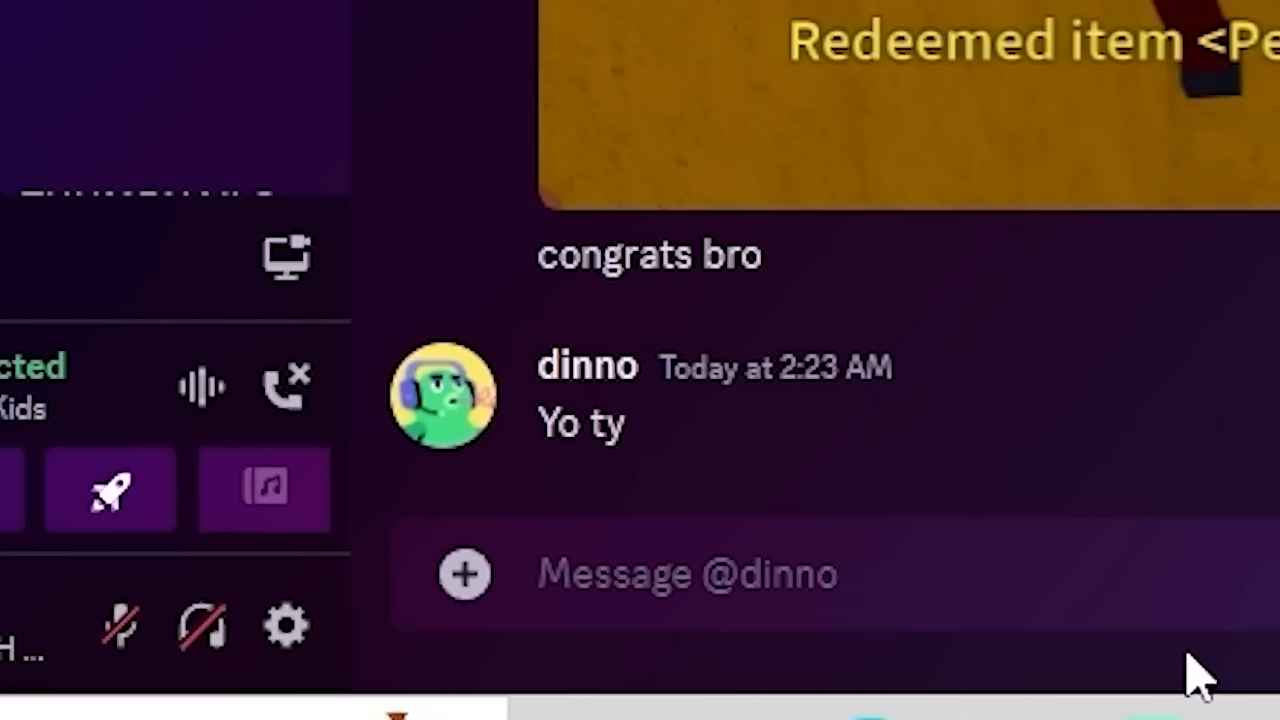 Redeemed item <Pe
congrats bro
cted
Kids
dinno Today at 2:23 AM
Yo ty
Message @dinno
H ...